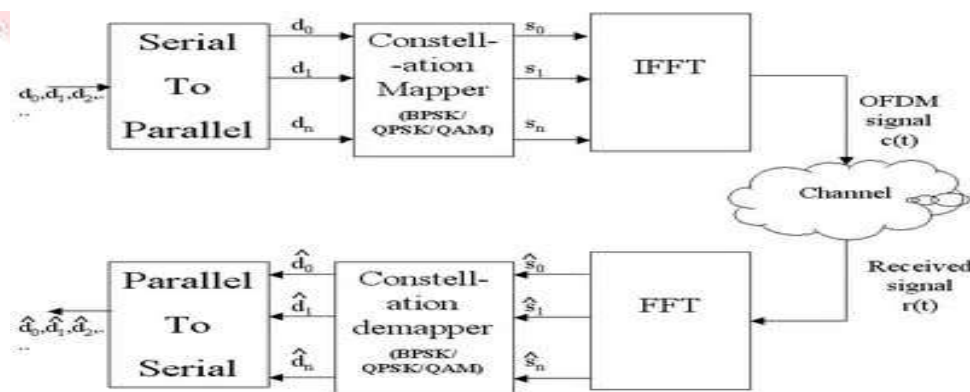 d₀,d₁,d₂,..
..
Serial
To
Parallel
d₀
d₁
dₙ
Constell-
-ation
Mapper
(BPSK/
QPSK/QAM)
s₀
s₁
sₙ
IFFT
OFDM
signal
c(t)
Channel
Received
signal
r(t)
FFT
ŝ₀
ŝ₁
ŝₙ
Constell-
ation
demapper
(BPSK/
QPSK/QAM)
d̂₀
d̂₁
d̂ₙ
Parallel
To
Serial
d̂₀,d̂₁,d̂₂,..
..